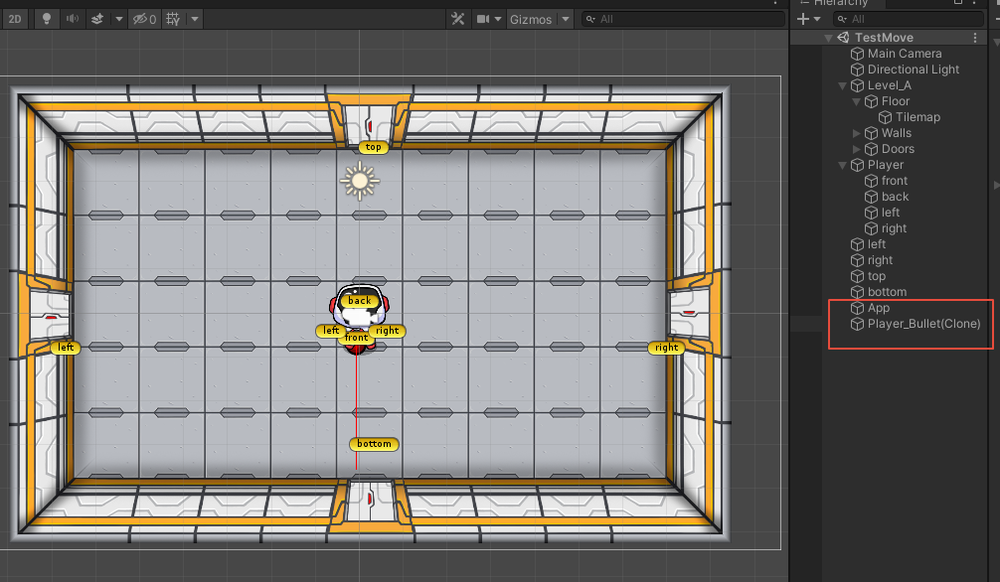 Hierarchy
2D
0
Gizmos
All
All
TestMove
Main Camera
Directional Light
Level_A
Floor
Tilemap
Walls
Doors
Player
front
back
left
right
left
right
top
bottom
App
Player_Bullet(Clone)
top
back
left
right
front
left
right
bottom